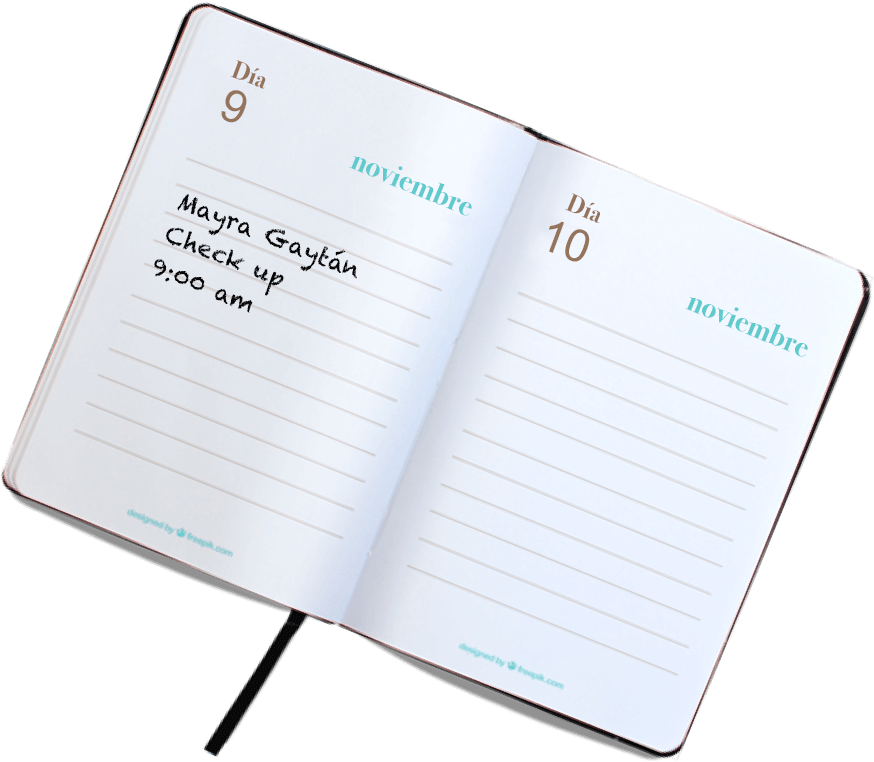 Día
9
noviembre
Mayra Gaytán
Check up
9:00 am
designed by freepik.com
Día
10
noviembre
designed by freepik.com